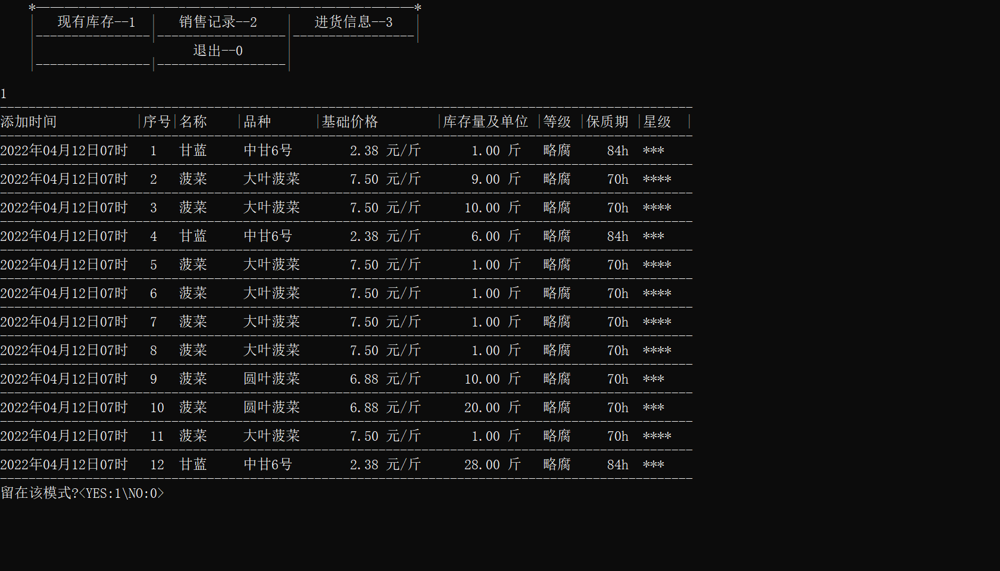 现有库存--1 | 销售记录--2 | 进货信息--3
退出--0
1
添加时间 |序号|名称 |品种 |基础价格 |库存量及单位 |等级 |保质期 |星级 |
2022年04月12日07时 1 甘蓝 中甘6号 2.38 元/斤 1.00 斤 略腐 84h ***
2022年04月12日07时 2 菠菜 大叶菠菜 7.50 元/斤 9.00 斤 略腐 70h ****
2022年04月12日07时 3 菠菜 大叶菠菜 7.50 元/斤 10.00 斤 略腐 70h ****
2022年04月12日07时 4 甘蓝 中甘6号 2.38 元/斤 6.00 斤 略腐 84h ***
2022年04月12日07时 5 菠菜 大叶菠菜 7.50 元/斤 1.00 斤 略腐 70h ****
2022年04月12日07时 6 菠菜 大叶菠菜 7.50 元/斤 1.00 斤 略腐 70h ****
2022年04月12日07时 7 菠菜 大叶菠菜 7.50 元/斤 1.00 斤 略腐 70h ****
2022年04月12日07时 8 菠菜 大叶菠菜 7.50 元/斤 1.00 斤 略腐 70h ****
2022年04月12日07时 9 菠菜 圆叶菠菜 6.88 元/斤 10.00 斤 略腐 70h ***
2022年04月12日07时 10 菠菜 圆叶菠菜 6.88 元/斤 20.00 斤 略腐 70h ***
2022年04月12日07时 11 菠菜 大叶菠菜 7.50 元/斤 1.00 斤 略腐 70h ****
2022年04月12日07时 12 甘蓝 中甘6号 2.38 元/斤 28.00 斤 略腐 84h ***
留在该模式?<YES:1\NO:0>